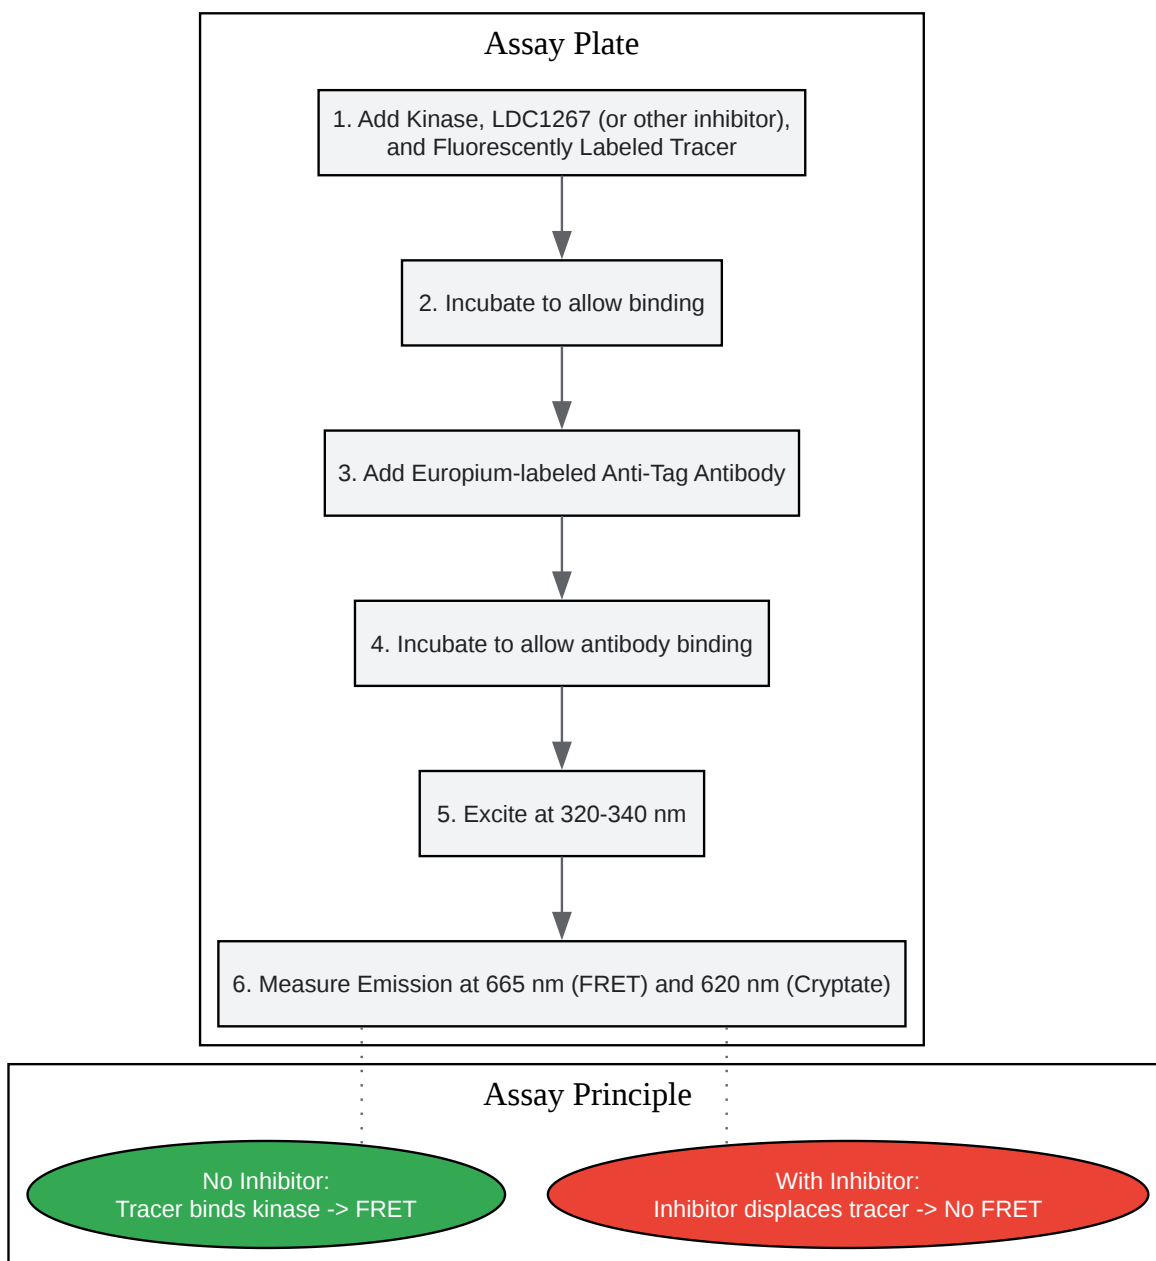 Assay Plate
1. Add Kinase, LDC1267 (or other inhibitor),
and Fluorescently Labeled Tracer
2. Incubate to allow binding
3. Add Europium-labeled Anti-Tag Antibody
4. Incubate to allow antibody binding
5. Excite at 320-340 nm
6. Measure Emission at 665 nm (FRET) and 620 nm (Cryptate)
Assay Principle
No Inhibitor:
Tracer binds kinase -> FRET
With Inhibitor:
Inhibitor displaces tracer -> No FRET